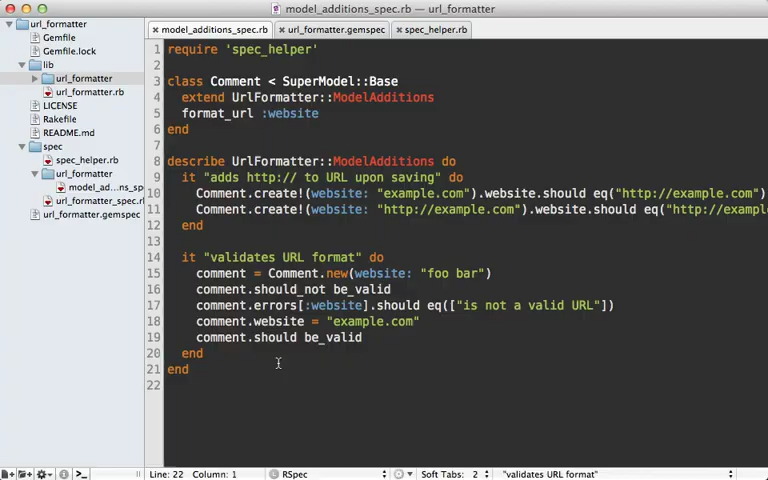 model_additions_spec.rb — url_formatter
url_formatter
Gemfile
Gemfile.lock
lib
url_formatter
url_formatter.rb
LICENSE
Rakefile
README.md
spec
spec_helper.rb
url_formatter
model_ad…ns_sp
url_formatter_spec.r
url_formatter.gemspec
model_additions_spec.rb
url_formatter.gemspec
spec_helper.rb
1 require 'spec_helper'
2
3 class Comment < SuperModel::Base
4 extend UrlFormatter::ModelAdditions
5 format_url :website
6 end
7
8 describe UrlFormatter::ModelAdditions do
9 it "adds http:// to URL upon saving" do
10 Comment.create!(website: "example.com").website.should eq("http://example.com")
11 Comment.create!(website: "http://example.com").website.should eq("http://example
12 end
13
14 it "validates URL format" do
15 comment = Comment.new(website: "foo bar")
16 comment.should_not be_valid
17 comment.errors[:website].should eq(["is not a valid URL"])
18 comment.website = "example.com"
19 comment.should be_valid
20 end
21 end
22
Line: 22 Column: 1
RSpec
Soft Tabs: 2
"validates URL format"